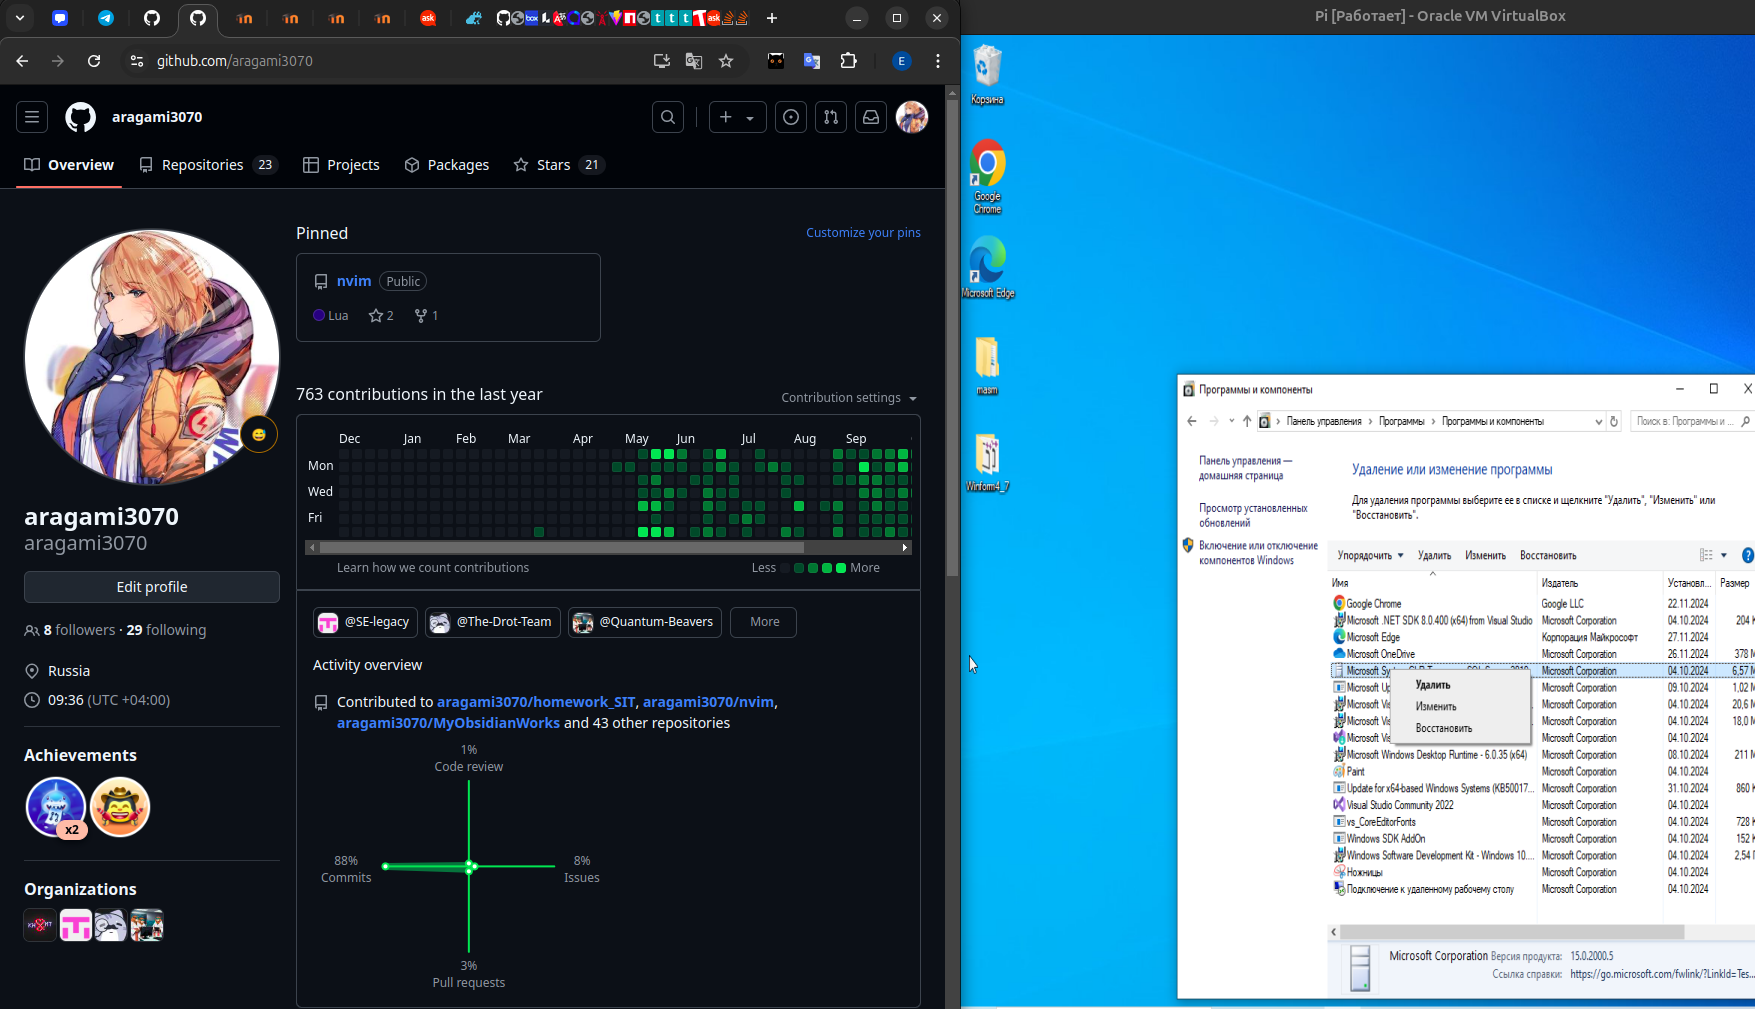 Pi [Работает] - Oracle VM VirtualBox
github.com/aragami3070
E
aragami3070
Overview
Repositories 23
Projects
Packages
Stars 21
Pinned
Customize your pins
nvim Public
Lua 2 1
763 contributions in the last year
Contribution settings
Dec Jan Feb Mar Apr May Jun Jul Aug Sep
Mon
Wed
Fri
Learn how we count contributions
Less More
aragami3070
aragami3070
Edit profile
8 followers · 29 following
Russia
09:36 (UTC +04:00)
Achievements
x2
Organizations
@SE-legacy
@The-Drot-Team
@Quantum-Beavers
More
Activity overview
Contributed to aragami3070/homework_SIT, aragami3070/nvim,
aragami3070/MyObsidianWorks and 43 other repositories
1%
Code review
88%
Commits
8%
Issues
3%
Pull requests
Корзина
Google
Chrome
Microsoft Edge
masm
Winform4_7
Программы и компоненты
Панель управления
Программы
Программы и компоненты
Поиск в: Программы и ...
Панель управления —
домашняя страница
Просмотр установленных
обновлений
Включение или отключение
компонентов Windows
Удаление или изменение программы
Для удаления программы выберите ее в списке и щелкните "Удалить", "Изменить" или
"Восстановить".
Упорядочить Удалить Изменить Восстановить
Имя Издатель Установл... Размер
Google Chrome Google LLC 22.11.2024
Microsoft .NET SDK 8.0.400 (x64) from Visual Studio Microsoft Corporation 04.10.2024 204
Microsoft Edge Корпорация Майкрософт 27.11.2024
Microsoft OneDrive Microsoft Corporation 26.11.2024 378
Microsoft Microsoft Corporation 04.10.2024 6,57
Microsoft Microsoft Corporation 09.10.2024 1,02
Microsoft Microsoft Corporation 04.10.2024 20,6
Microsoft Microsoft Corporation 04.10.2024 18,0
Microsoft Microsoft Corporation 04.10.2024
Удалить
Изменить
Восстановить
Microsoft Windows Desktop Runtime - 6.0.35 (x64) Microsoft Corporation 08.10.2024 211
Paint Microsoft Corporation 04.10.2024
Update for x64-based Windows Systems (KB50017... Microsoft Corporation 31.10.2024 860
Visual Studio Community 2022 Microsoft Corporation 04.10.2024
vs_CoreEditorFonts Microsoft Corporation 04.10.2024 728
Windows SDK AddOn Microsoft Corporation 04.10.2024 152
Windows Software Development Kit - Windows 10.... Microsoft Corporation 04.10.2024 2,54
Ножницы Microsoft Corporation 04.10.2024
Подключение к удаленному рабочему столу Microsoft Corporation 04.10.2024
Microsoft Corporation Версия продукта: 15.0.2000.5
Ссылка справки: https://go.microsoft.com/fwlink/?LinkId=Tes...